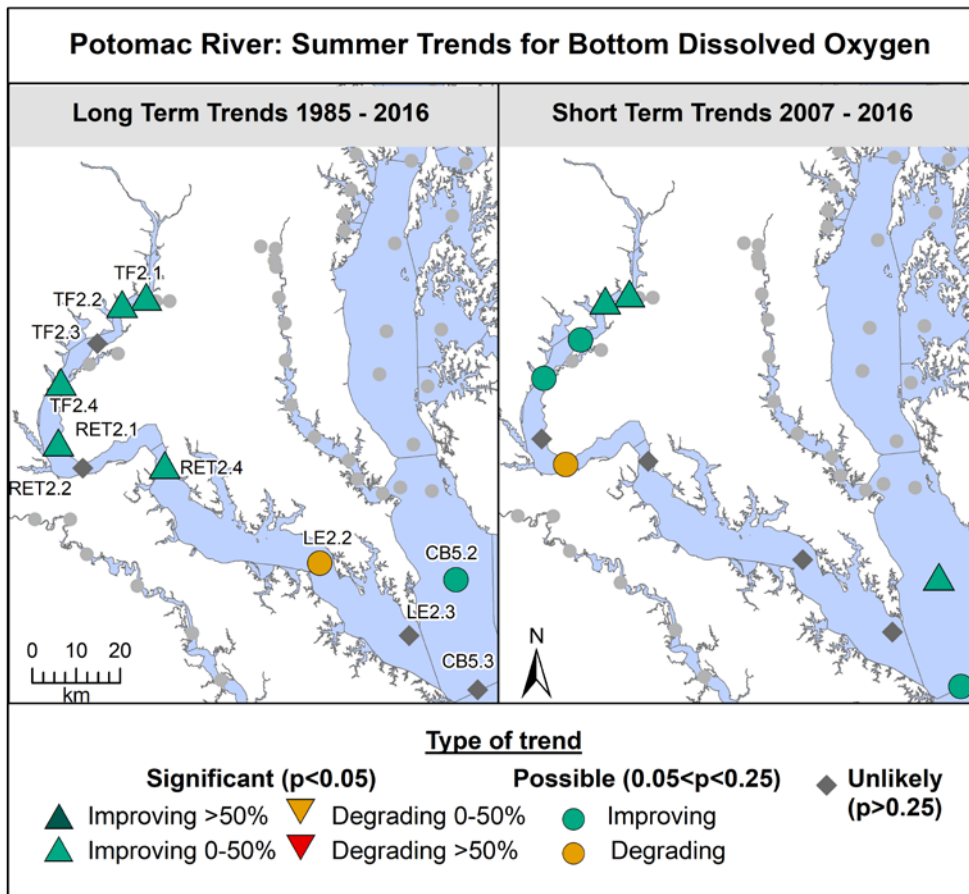 Potomac River: Summer Trends for Bottom Dissolved Oxygen
Long Term Trends 1985 - 2016
Short Term Trends 2007 - 2016
TF2.1
TF2.2
TF2.3
TF2.4
RET2.1
RET2.2
RET2.4
LE2.2
CB5.2
LE2.3
CB5.3
0 10 20
km
N
Type of trend
Significant (p<0.05)
Improving >50%
Improving 0-50%
Degrading 0-50%
Degrading >50%
Possible (0.05<p<0.25)
Improving
Degrading
Unlikely
(p>0.25)